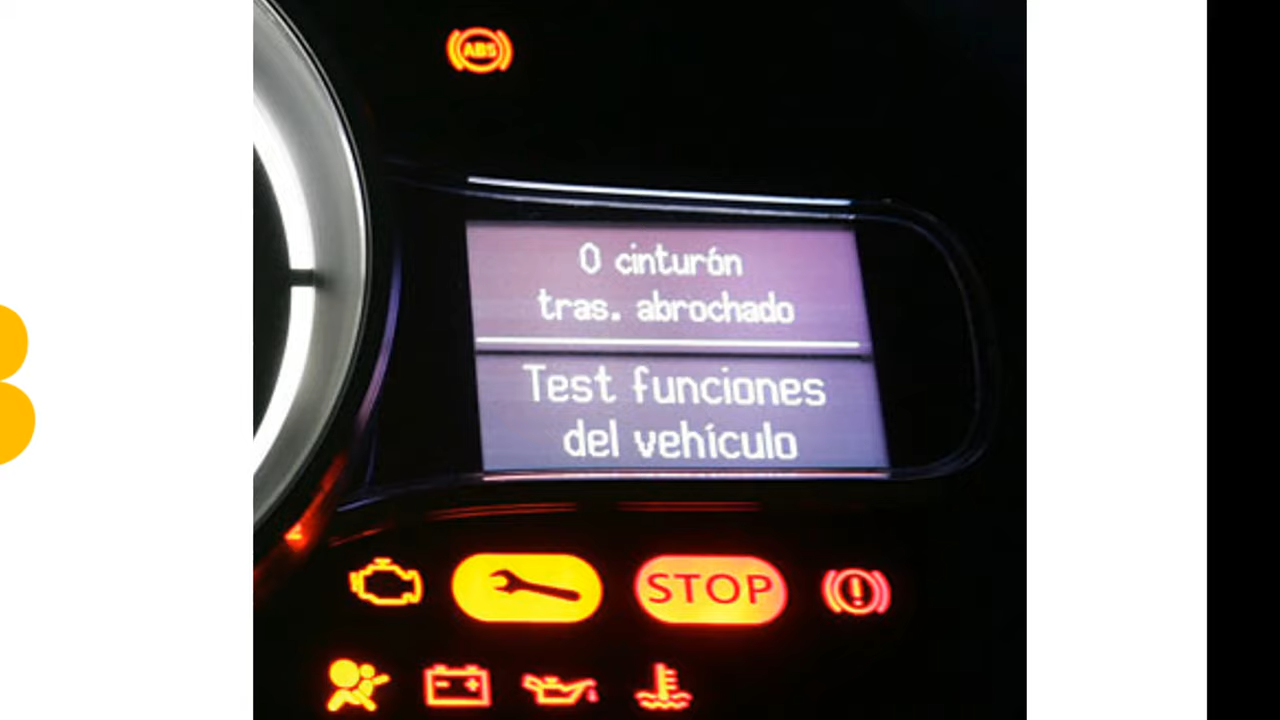 ABS
0 cinturón
tras. abrochado
Test funciones
del vehículo
STOP